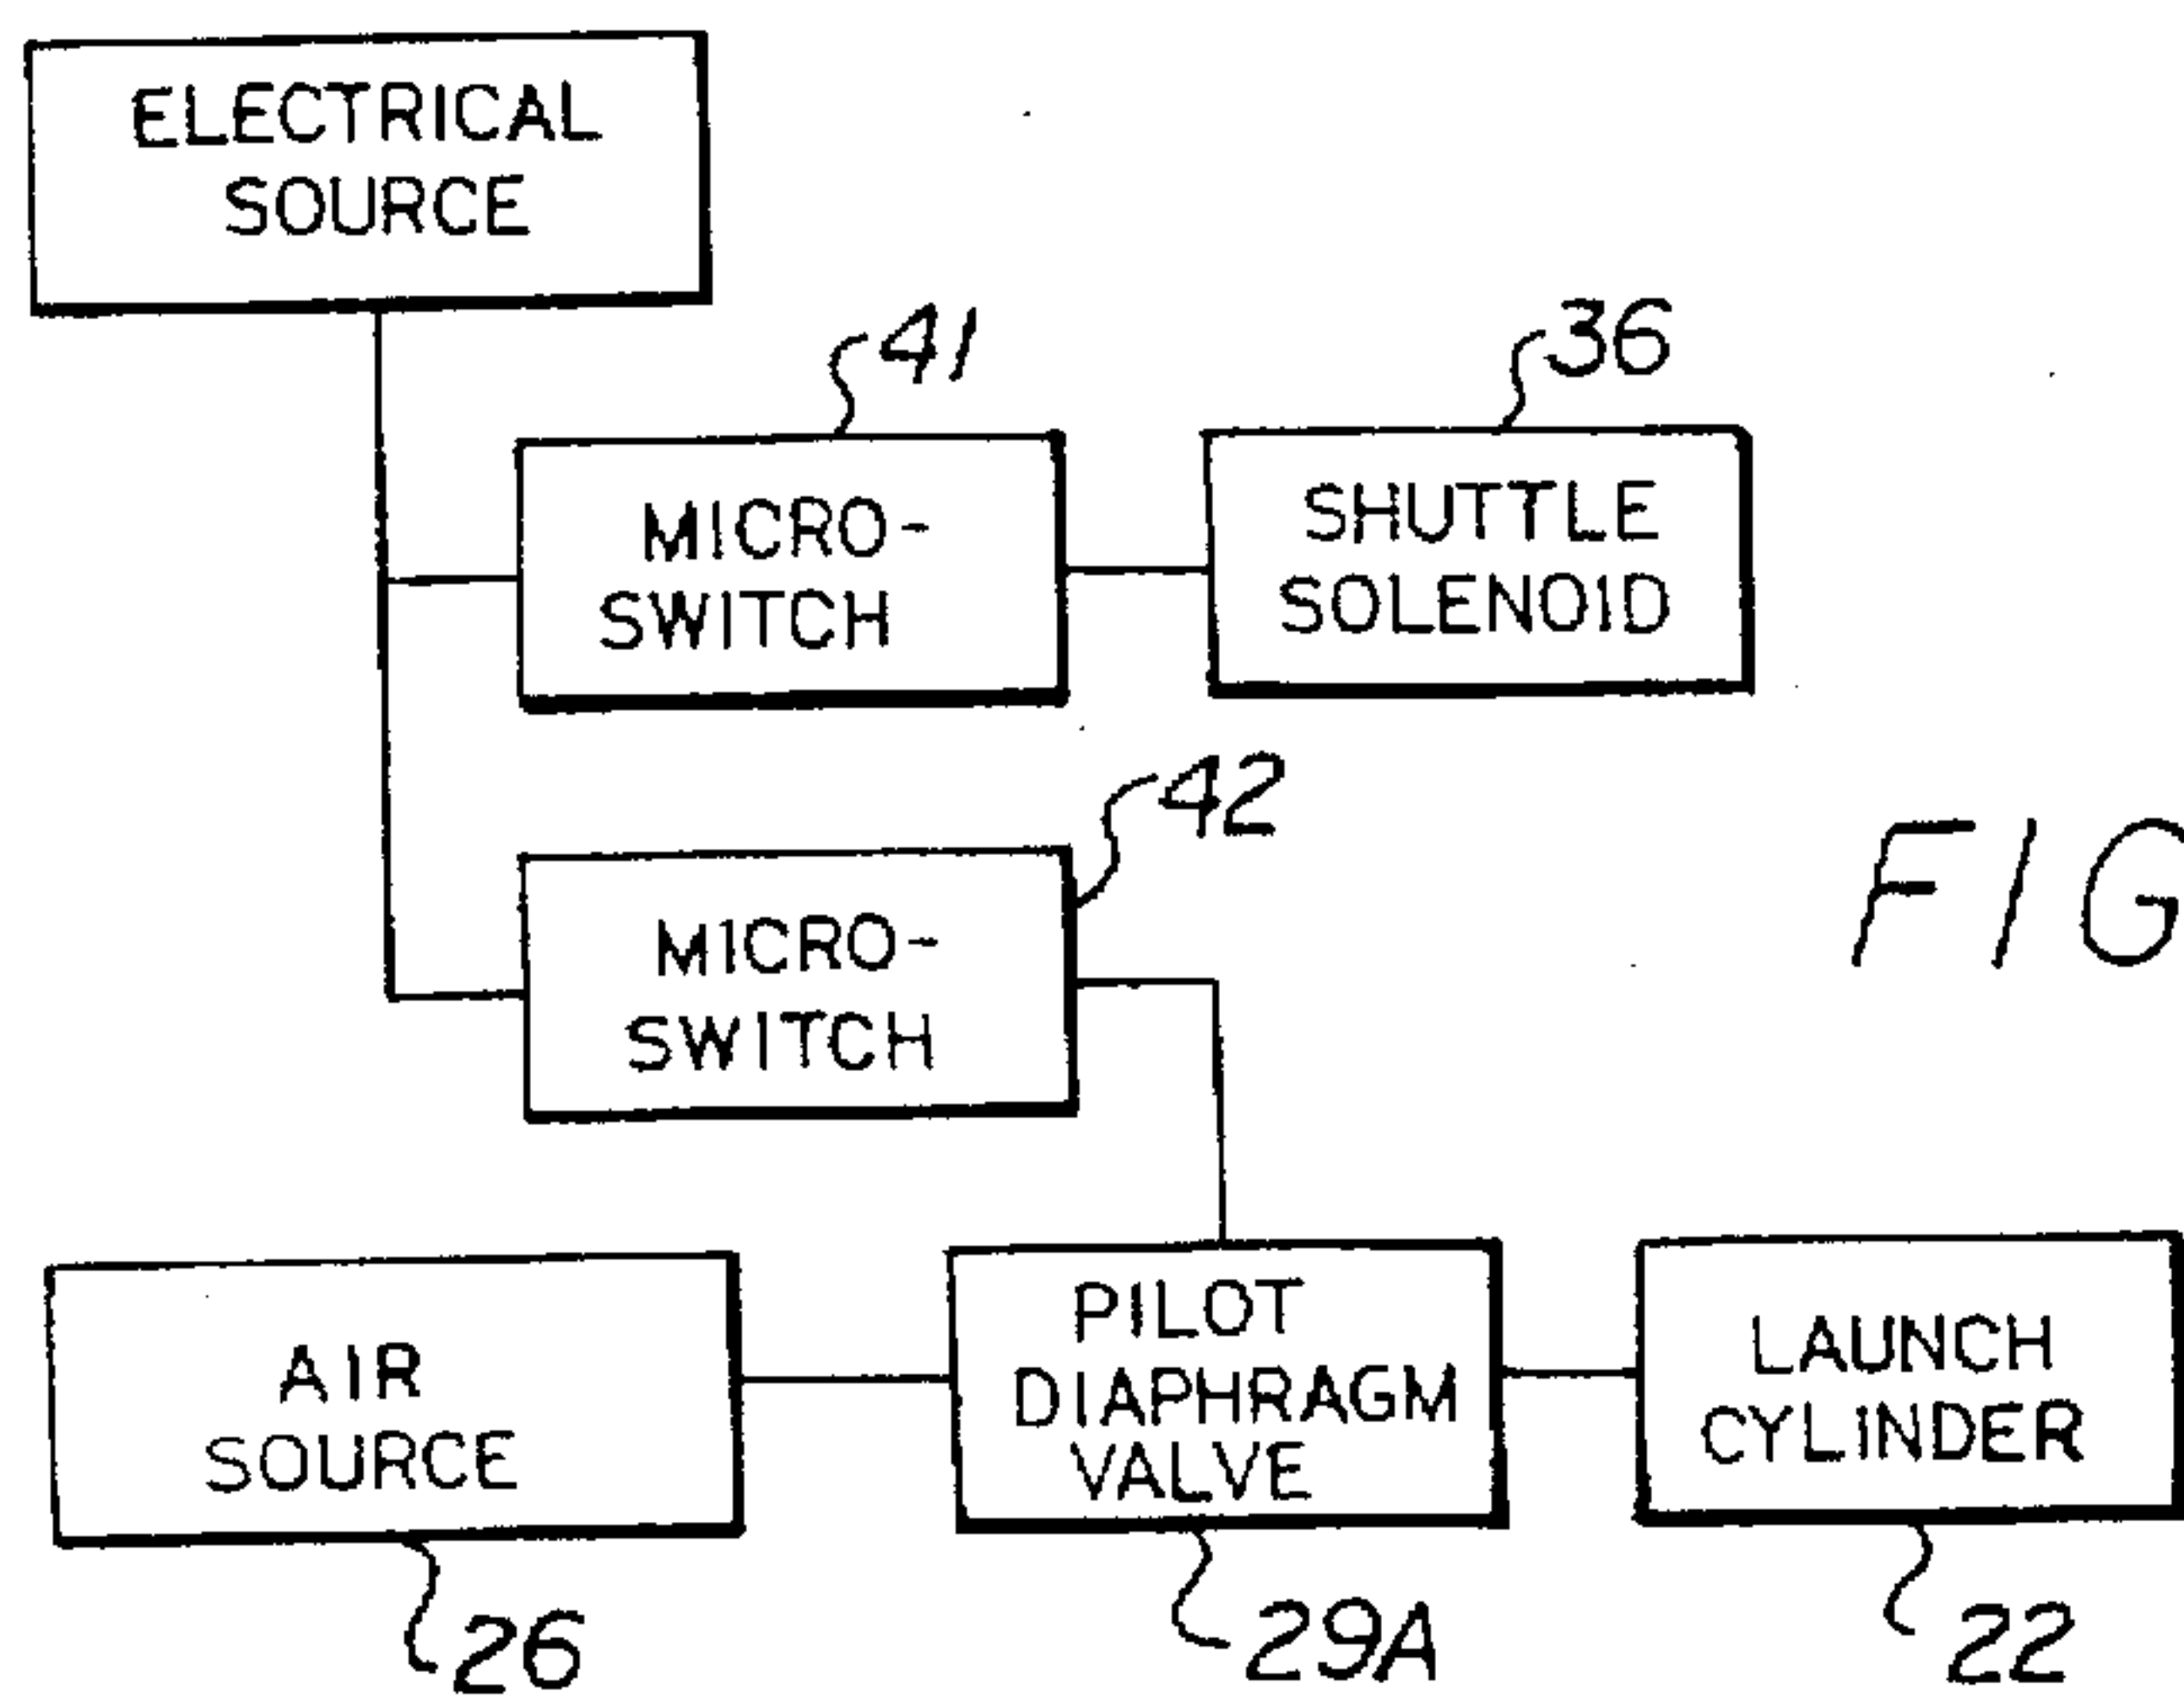 ELECTRICAL
SOURCE
41
36
MICRO-
SWITCH
SHUTTLE
SOLENOID
42
FIG
MICRO-
SWITCH
AIR
SOURCE
PILOT
DIAPHRAGM
VALVE
LAUNCH
CYLINDER
26
29A
22